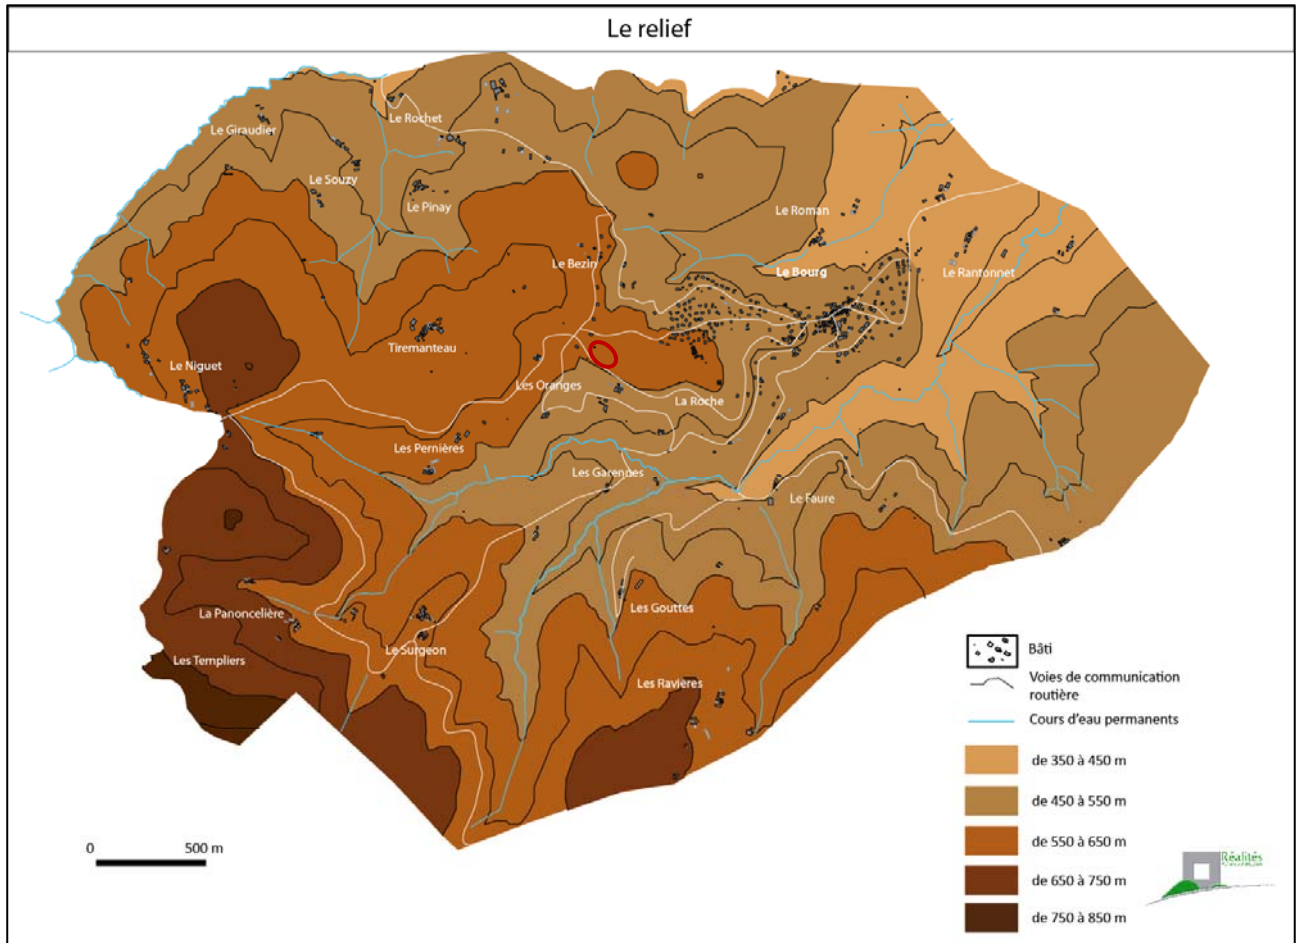 Le relief
Le Giraudier
Le Rochet
Le Souzy
Le Pinay
Le Roman
Le Bezin
Le Bourg
Le Rantonnet
Tiremanteau
Le Niguet
Les Oranges
La Roche
Les Pernières
Les Garendes
Le Faure
La Panoncelière
Les Gouttes
Le Surgeon
Les Templiers
Les Ravières
Bâti
Voies de communication
routière
Cours d'eau permanents
de 350 à 450 m
de 450 à 550 m
de 550 à 650 m
de 650 à 750 m
de 750 à 850 m
0 500 m
Réalités